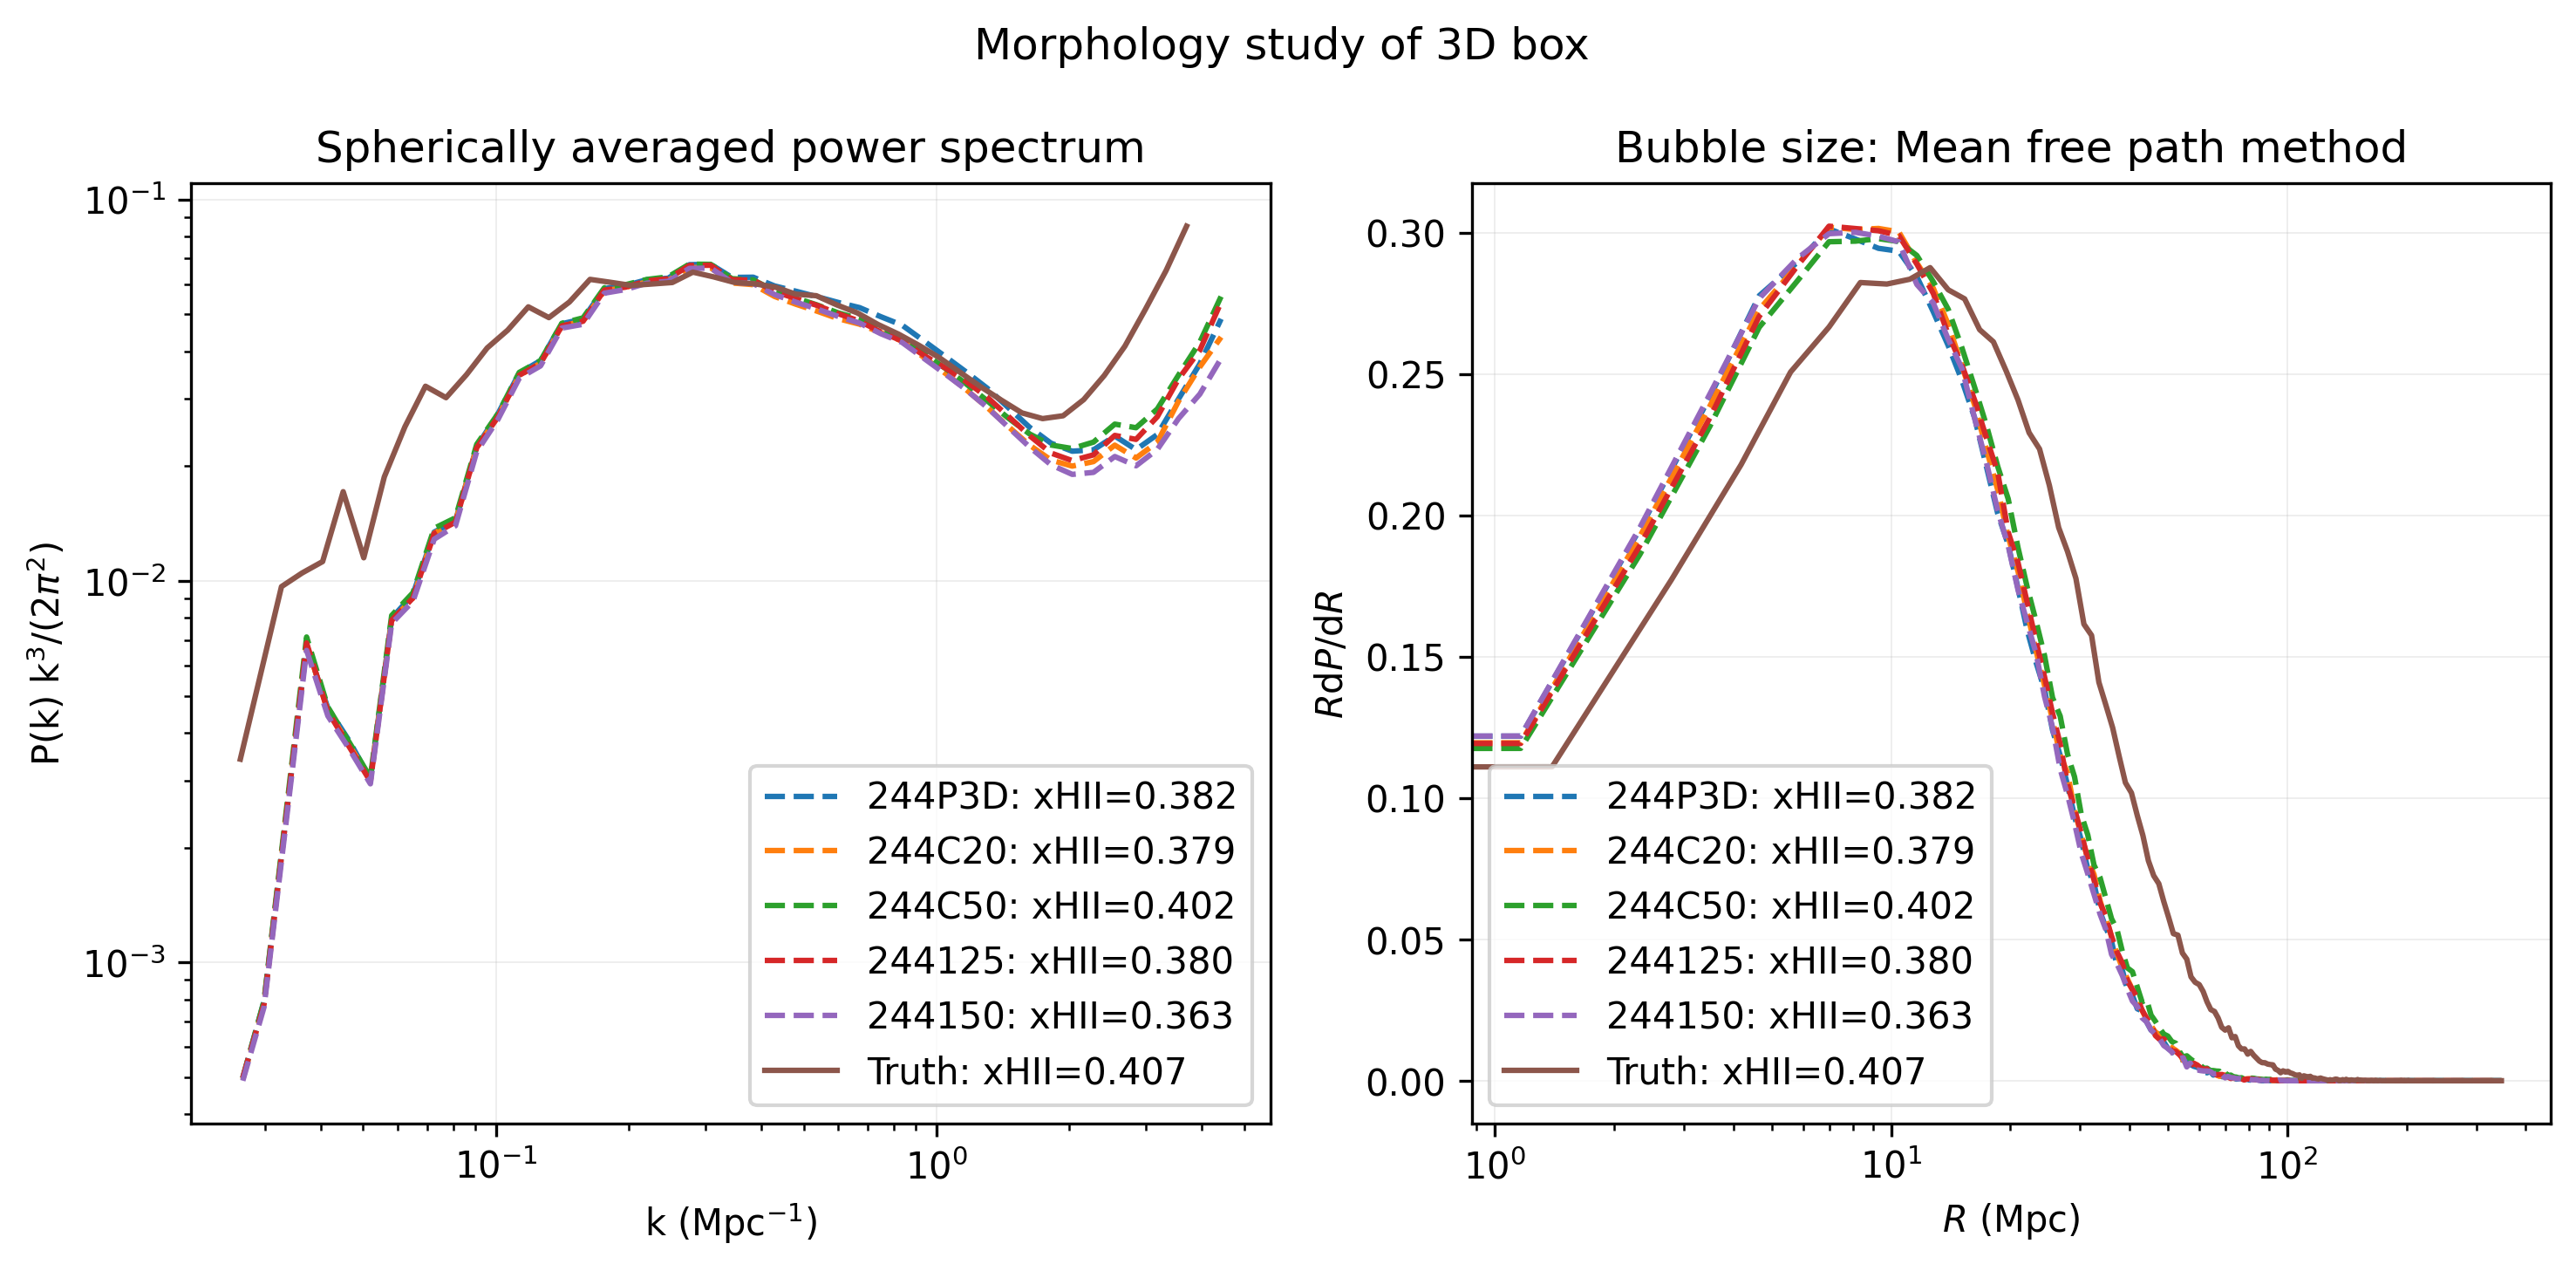 Morphology study of 3D box
Spherically averaged power spectrum
P(k) k³/(2π²)
10⁻¹
10⁻²
10⁻³
10⁻¹
10⁰
k (Mpc⁻¹)
244P3D: xHII=0.382
244C20: xHII=0.379
244C50: xHII=0.402
244125: xHII=0.380
244150: xHII=0.363
Truth: xHII=0.407
Bubble size: Mean free path method
RdP/dR
0.30
0.25
0.20
0.15
0.10
0.05
0.00
10⁰
10¹
10²
R (Mpc)
244P3D: xHII=0.382
244C20: xHII=0.379
244C50: xHII=0.402
244125: xHII=0.380
244150: xHII=0.363
Truth: xHII=0.407